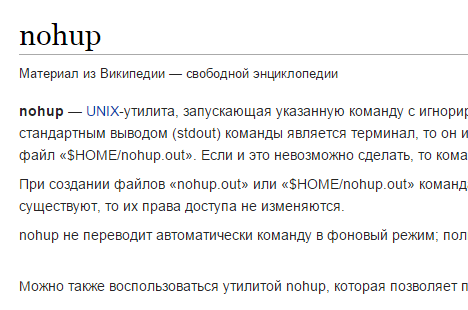 nohup
Материал из Википедии — свободной энциклопедии
nohup — UNIX-утилита, запускающая указанную команду с игнорир
стандартным выводом (stdout) команды является терминал, то он и
файл «$HOME/nohup.out». Если и это невозможно сделать, то кома
При создании файлов «nohup.out» или «$HOME/nohup.out» команд
существуют, то их права доступа не изменяются.
nohup не переводит автоматически команду в фоновый режим; пол
Можно также воспользоваться утилитой nohup, которая позволяет п